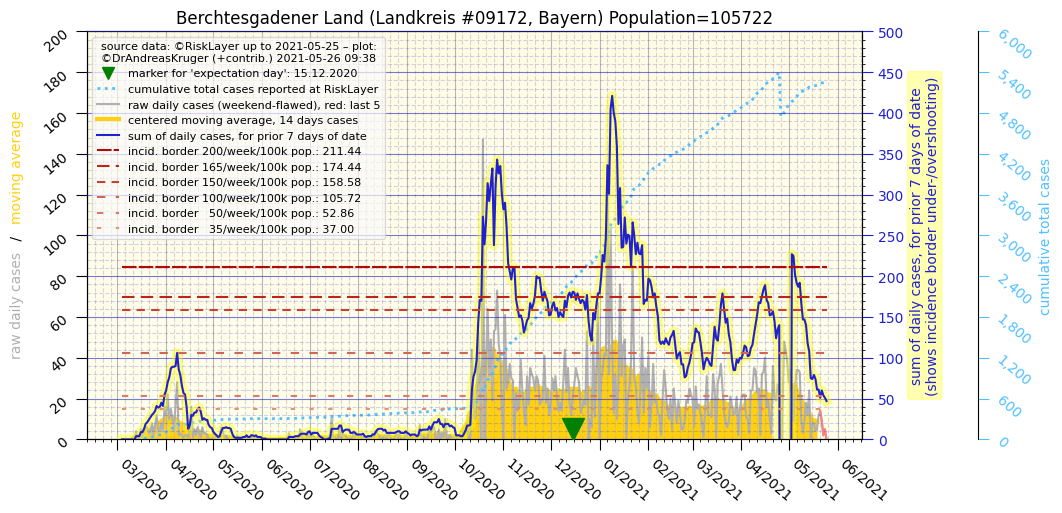 Berchtesgadener Land (Landkreis #09172, Bayern) Population=105722
source data: ©RiskLayer up to 2021-05-25 – plot:
©DrAndreasKruger (+contrib.) 2021-05-26 09:38
marker for 'expectation day': 15.12.2020
cumulative total cases reported at RiskLayer
raw daily cases (weekend-flawed), red: last 5
centered moving average, 14 days cases
sum of daily cases, for prior 7 days of date
incid. border 200/week/100k pop.: 211.44
incid. border 165/week/100k pop.: 174.44
incid. border 150/week/100k pop.: 158.58
incid. border 100/week/100k pop.: 105.72
incid. border 50/week/100k pop.: 52.86
incid. border 35/week/100k pop.: 37.00
raw daily cases / moving average
200
180
160
140
120
100
80
60
40
20
0
03/2020
04/2020
05/2020
06/2020
07/2020
08/2020
09/2020
10/2020
11/2020
12/2020
01/2021
02/2021
03/2021
04/2021
05/2021
06/2021
500
450
400
350
300
250
200
150
100
50
0
sum of daily cases, for prior 7 days of date
(shows incidence border under-/overshooting)
6,000
5,400
4,800
4,200
3,600
3,000
2,400
1,800
1,200
600
0
cumulative total cases